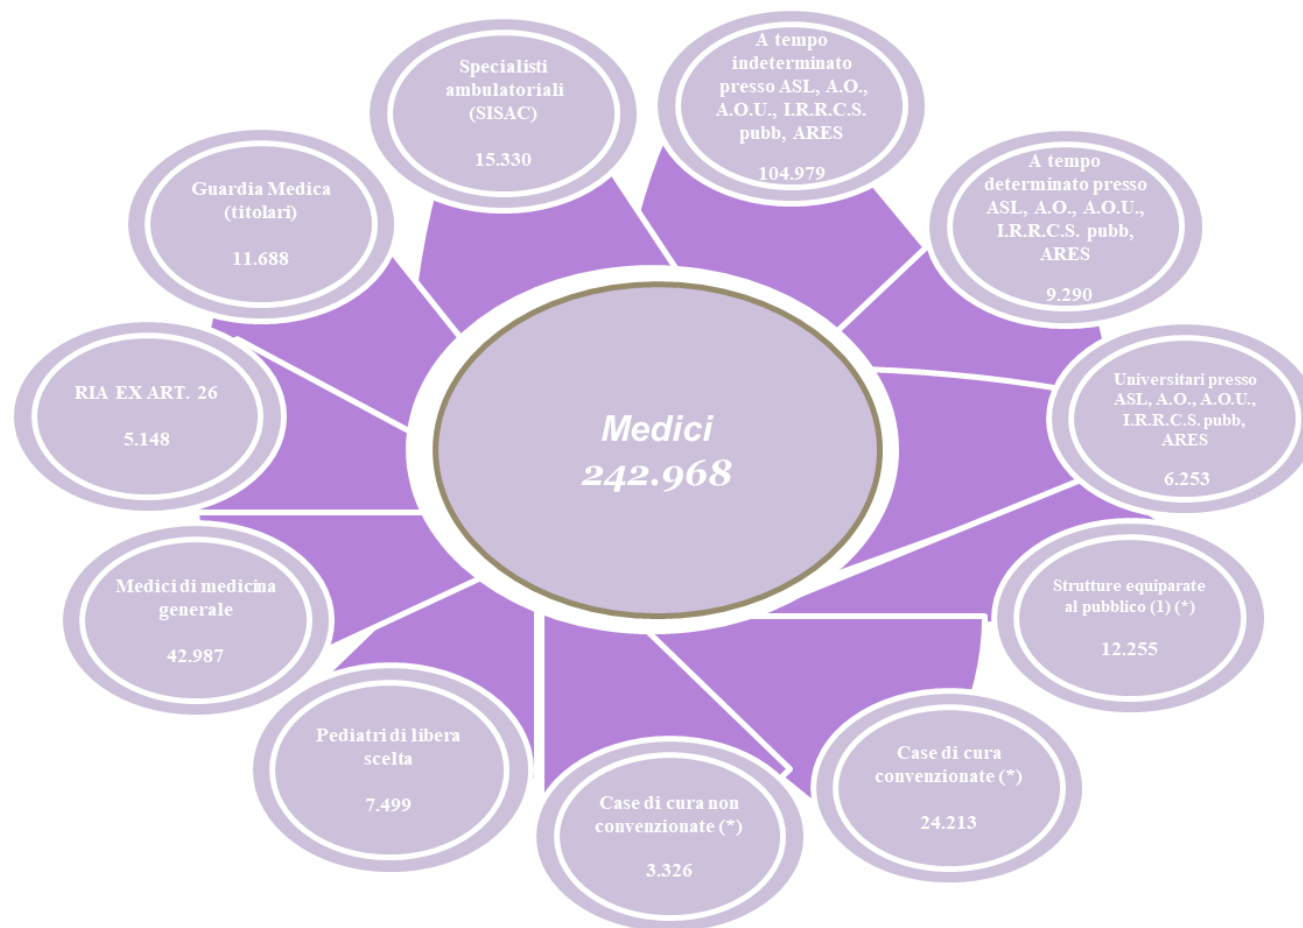 A tempo
indeterminato
presso ASL, A.O.,
A.O.U., I.R.R.C.S.
pubb, ARES
104.979
A tempo
determinato presso
ASL, A.O., A.O.U.,
I.R.R.C.S. pubb,
ARES
9.290
Universitari presso
ASL, A.O., A.O.U.,
I.R.R.C.S. pubb,
ARES
6.253
Strutture equiparate
al pubblico (1) (*)
12.255
Case di cura
convenzionate (*)
24.213
Case di cura non
convenzionate (*)
3.326
Pediatri di libera
scelta
7.499
Medici di medicina
generale
42.987
RIA EX ART. 26
5.148
Guardia Medica
(titolari)
11.688
Specialisti
ambulatoriali
(SISAC)
15.330
Medici
242.968